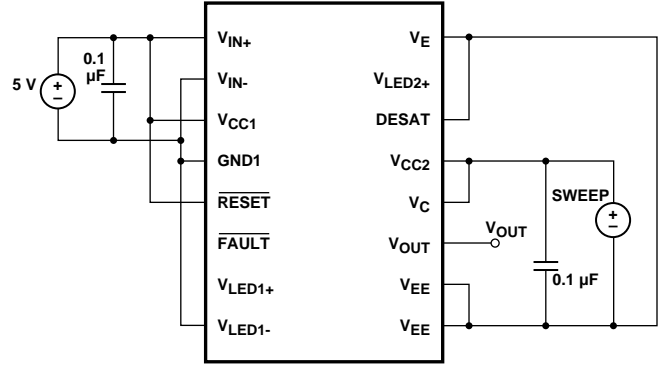 5 V
+
−
0.1
µF
VIN+
VIN-
VCC1
GND1
RESET
FAULT
VLED1+
VLED1-
VE
VLED2+
DESAT
VCC2
VC
VOUT
VEE
VEE
VOUT
0.1 µF
SWEEP
+
−